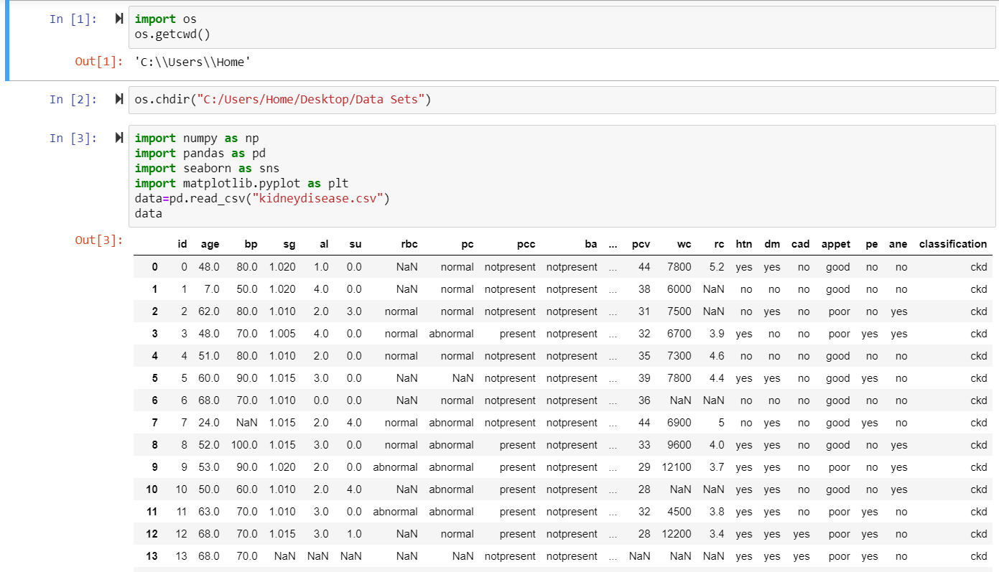 In [1]: import os
os.getcwd()
Out[1]: 'C:\\Users\\Home'
In [2]: os.chdir("C:/Users/Home/Desktop/Data Sets")
In [3]: import numpy as np
import pandas as pd
import seaborn as sns
import matplotlib.pyplot as plt
data=pd.read_csv("kidneydisease.csv")
data
Out[3]:
id age bp sg al su rbc pc pcc ba ... pcv wc rc htn dm cad appet pe ane classification
0 0 48.0 80.0 1.020 1.0 0.0 NaN normal notpresent notpresent ... 44 7800 5.2 yes yes no good no no ckd
1 1 7.0 50.0 1.020 4.0 0.0 NaN normal notpresent notpresent ... 38 6000 NaN no no no good no no ckd
2 2 62.0 80.0 1.010 2.0 3.0 normal normal notpresent notpresent ... 31 7500 NaN no yes no poor no yes ckd
3 3 48.0 70.0 1.005 4.0 0.0 normal abnormal present notpresent ... 32 6700 3.9 yes no no poor yes yes ckd
4 4 51.0 80.0 1.010 2.0 0.0 normal normal notpresent notpresent ... 35 7300 4.6 no no no good no no ckd
5 5 60.0 90.0 1.015 3.0 0.0 NaN NaN notpresent notpresent ... 39 7800 4.4 yes yes no good yes no ckd
6 6 68.0 70.0 1.010 0.0 0.0 NaN normal notpresent notpresent ... 36 NaN NaN no no no good no no ckd
7 7 24.0 NaN 1.015 2.0 4.0 normal abnormal notpresent notpresent ... 44 6900 5 no yes no good yes no ckd
8 8 52.0 100.0 1.015 3.0 0.0 normal abnormal present notpresent ... 33 9600 4.0 yes yes no good no yes ckd
9 9 53.0 90.0 1.020 2.0 0.0 abnormal abnormal present notpresent ... 29 12100 3.7 yes yes no poor no yes ckd
10 10 50.0 60.0 1.010 2.0 4.0 NaN abnormal present notpresent ... 28 NaN NaN yes yes no good no yes ckd
11 11 63.0 70.0 1.010 3.0 0.0 abnormal abnormal present notpresent ... 32 4500 3.8 yes yes no poor yes no ckd
12 12 68.0 70.0 1.015 3.0 1.0 NaN normal present notpresent ... 28 12200 3.4 yes yes yes poor yes no ckd
13 13 68.0 70.0 NaN NaN NaN NaN NaN notpresent notpresent ... NaN NaN NaN yes yes yes poor yes no ckd